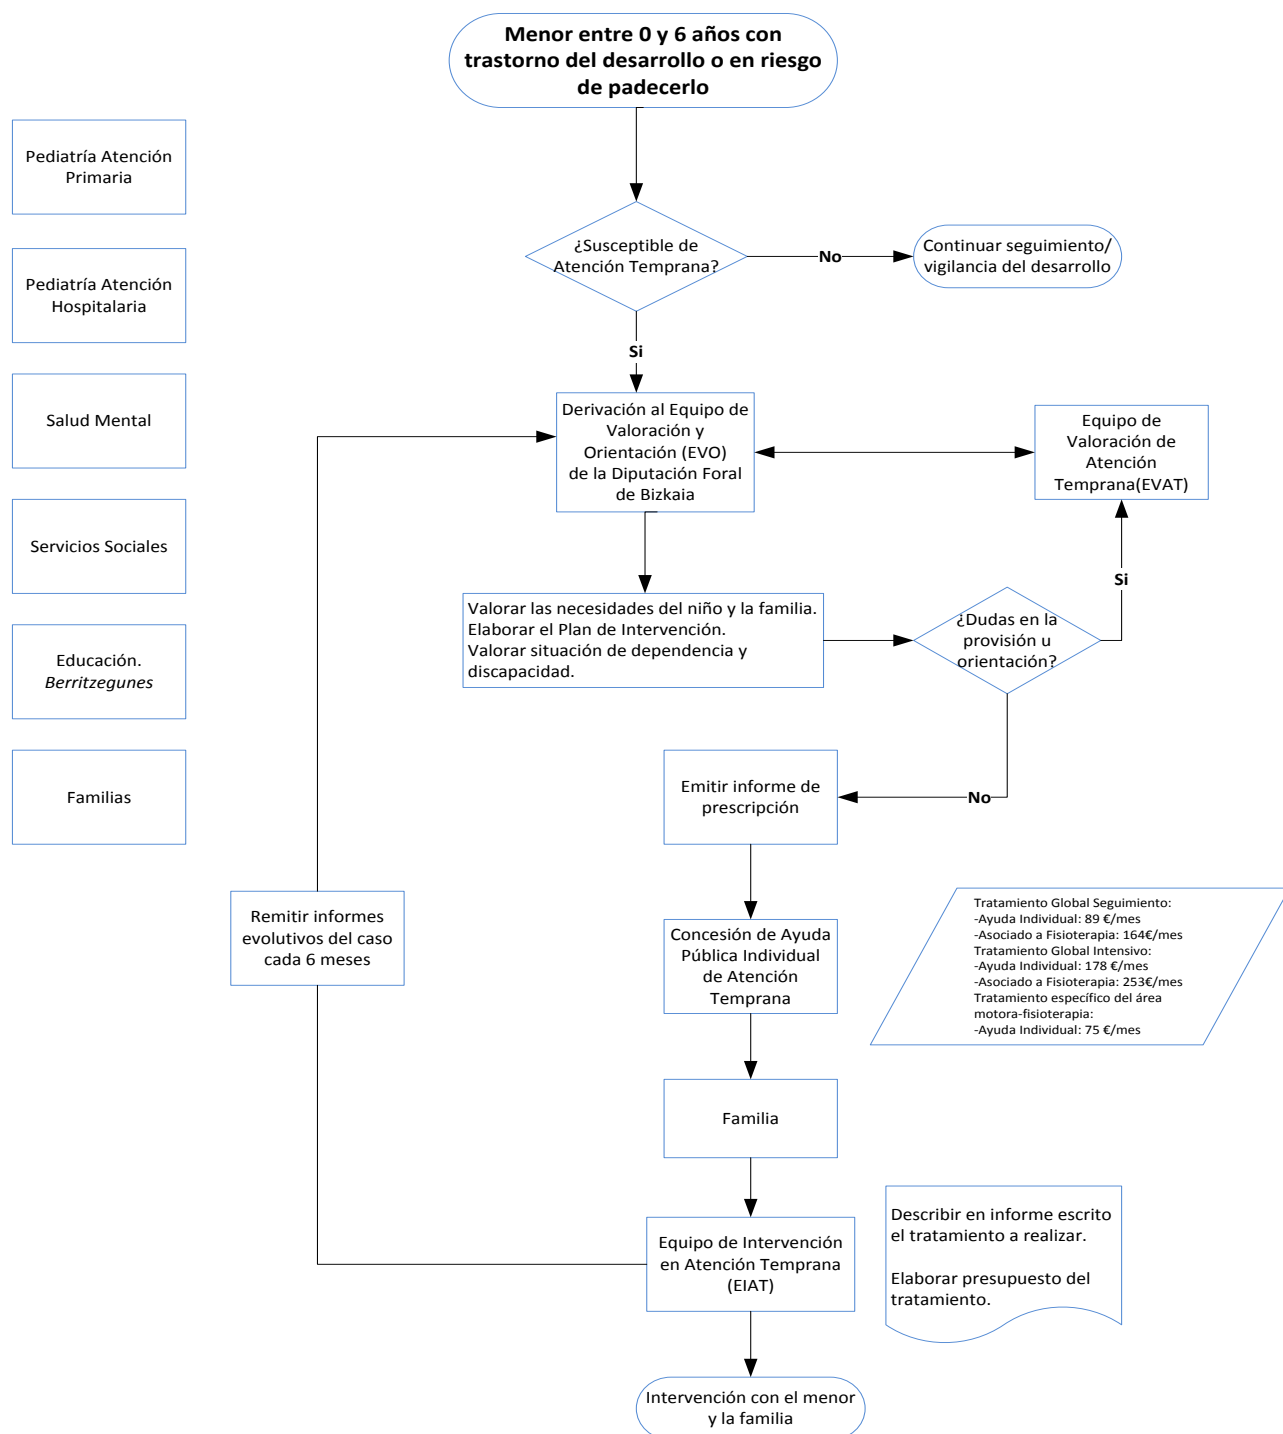 Menor entre 0 y 6 años con
trastorno del desarrollo o en riesgo
de padecerlo
Pediatría Atención
Primaria
Pediatría Atención
Hospitalaria
Salud Mental
Servicios Sociales
Educación.
Berritzegunes
Familias
¿Susceptible de
Atención Temprana?
No
Continuar seguimiento/
vigilancia del desarrollo
Si
Derivación al Equipo de
Valoración y
Orientación (EVO)
de la Diputación Foral
de Bizkaia
Equipo de
Valoración de
Atención
Temprana(EVAT)
Si
Valorar las necesidades del niño y la familia.
Elaborar el Plan de Intervención.
Valorar situación de dependencia y
discapacidad.
¿Dudas en la
provisión u
orientación?
No
Emitir informe de
prescripción
Remitir informes
evolutivos del caso
cada 6 meses
Concesión de Ayuda
Pública Individual
de Atención
Temprana
Tratamiento Global Seguimiento:
-Ayuda Individual: 89 €/mes
-Asociado a Fisioterapia: 164€/mes
Tratamiento Global Intensivo:
-Ayuda Individual: 178 €/mes
-Asociado a Fisioterapia: 253€/mes
Tratamiento específico del área
motora-fisioterapia:
-Ayuda Individual: 75 €/mes
Familia
Equipo de Intervención
en Atención Temprana
(EIAT)
Describir en informe escrito
el tratamiento a realizar.
Elaborar presupuesto del
tratamiento.
Intervención con el menor
y la familia